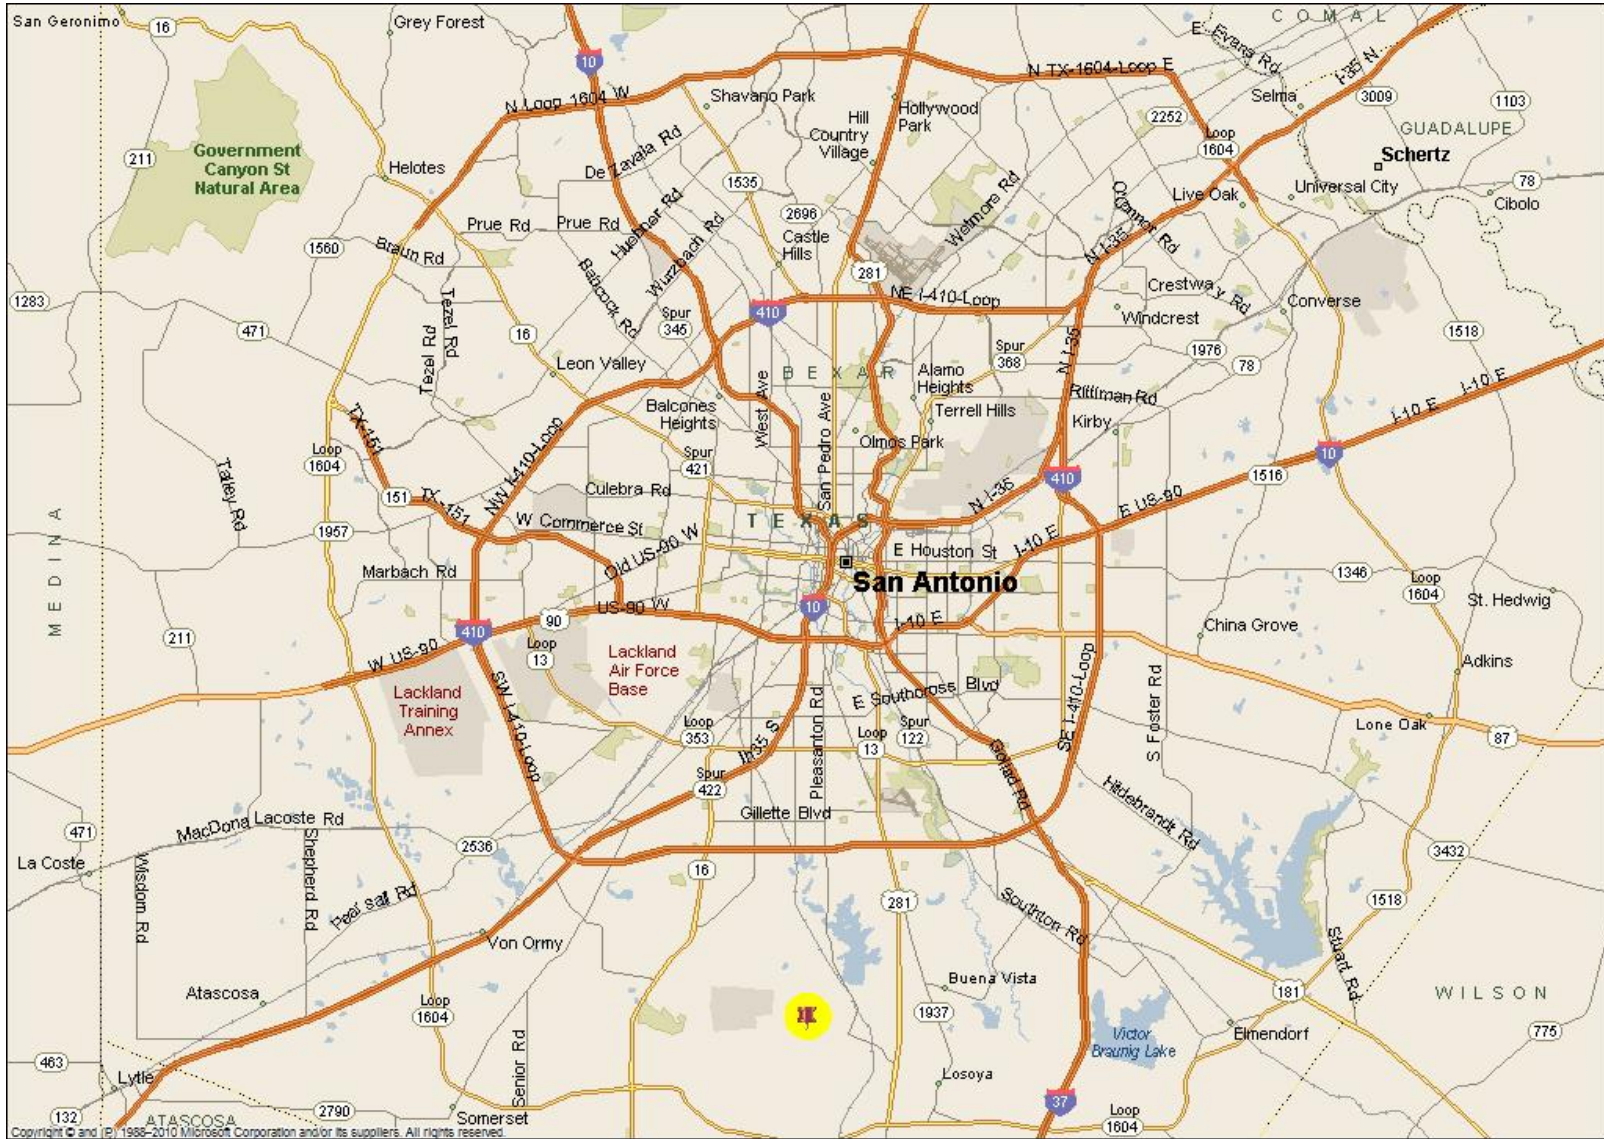 San Geronimo
16
Grey Forest
COMAL
E Evans Rd
10
N TX-1604-Loop E
I-35 N
N Loop 1604 W
Shavano Park
Hollywood
Park
Selma
3009
1103
2252
Hill
Country
Village
GUADALUPE
Loop
1604
Schertz
211
Government
Canyon St
Natural Area
De Zavala Rd
Helotes
1535
Live Oak
Universal City
78
Cibolo
Wetmore Rd
O'Connor Rd
2696
Castle
Hills
Prue Rd
Prue Rd
Huebner Rd
Wurzbach Rd
1560
Braun Rd
Babcock Rd
281
N I-35
Crestway Rd
Converse
1283
471
Tezel Rd
Tezel Rd
16
Spur
345
410
NE I-410-Loop
Windcrest
1518
N I-35
1976
78
Leon Valley
Spur
368
BEXAR
Alamo
Heights
West Ave
San Pedro Ave
Balcones
Heights
Terrell Hills
Rittiman Rd
Kirby
I-10 E
I-10 E
TX-151
Olmos Park
NW I-410-Loop
Loop
1604
Spur
421
10
Talley Rd
Culebra Rd
410
1516
151
TX-151
W Commerce St
N I-35
E US-90
TEXAS
MEDINA
1957
Old US-90 W
E Houston St
I-10 E
Marbach Rd
San Antonio
1346
Loop
1604
St. Hedwig
US-90 W
10
90
410
I-10 E
211
W US-90
Loop
13
China Grove
Lackland
Air Force
Base
Adkins
Lackland
Training
Annex
SW I-410-Loop
Pleasanton Rd
E Southcross Blvd
SE I-410-Loop
S Foster Rd
Loop
353
Ih35 S
Loop
13
Spur
122
Lone Oak
87
Goliad Rd
Spur
422
Hildebrandt Rd
Gillette Blvd
471
MacDona Lacoste Rd
2536
La Coste
Shepherd Rd
Wisdom Rd
Pearsall Rd
16
3432
281
Southton Rd
1518
Von Ormy
Stuart Rd
Buena Vista
Atascosa
Loop
1604
181
WILSON
1937
Victor
Braunig Lake
Elmendorf
775
463
Lytle
Senior Rd
Losoya
37
132
ATASCOSA
2790
Somerset
Loop
1604
Copyright © and (P) 1988–2010 Microsoft Corporation and/or its suppliers. All rights reserved.